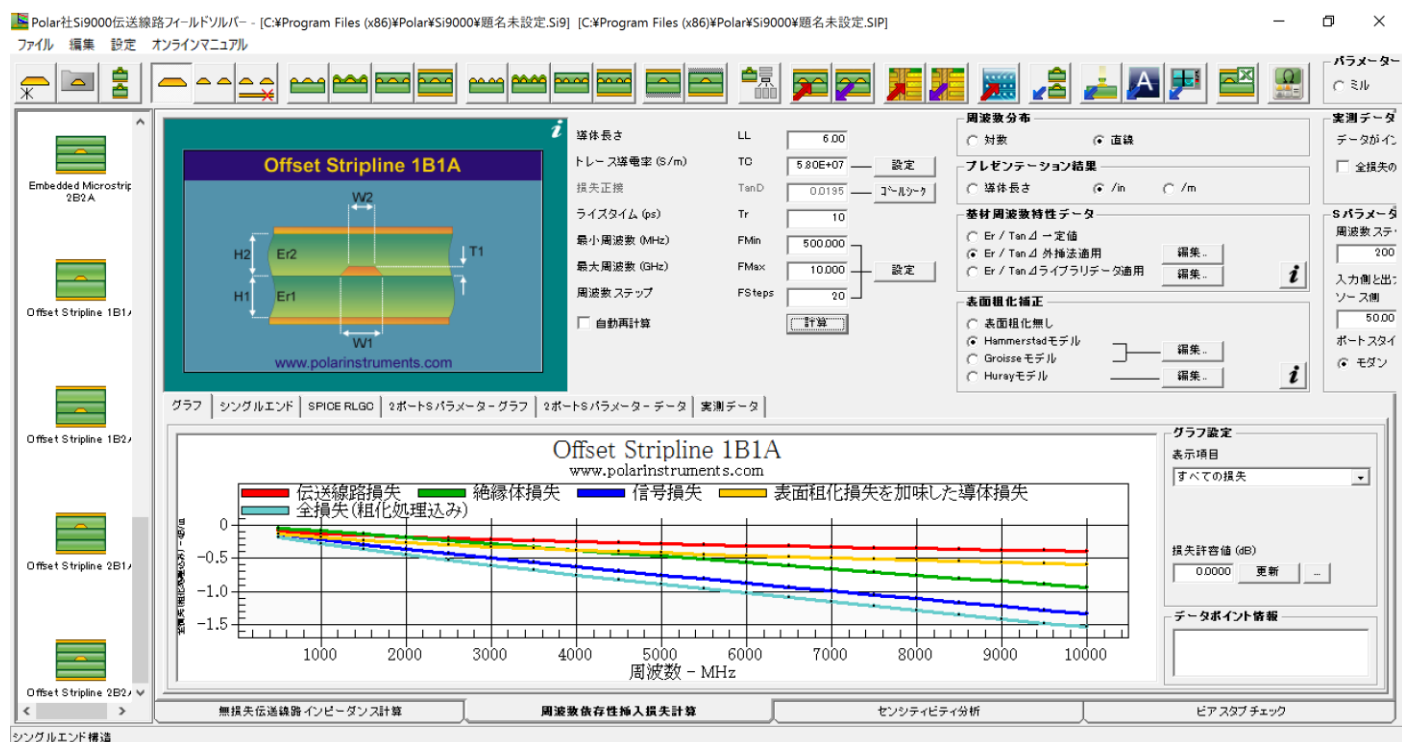 Polar社Si9000伝送線路フィールドソルバー - [C:¥Program Files (x86)¥Polar¥Si9000¥題名未設定.Si9] [C:¥Program Files (x86)¥Polar¥Si9000¥題名未設定.SIP]
ファイル 編集 設定 オンラインマニュアル
パラメーター
ミル
Embedded Microstrip
2B2A
Offset Stripline 1B1A
Offset Stripline 1B2A
Offset Stripline 2B1A
Offset Stripline 2B2A
Offset Stripline 1B1A
W2
H2 Er2 T1
H1 Er1
W1
www.polarinstruments.com
導体長さ LL 6.00
トレース導電率 (S/m) TC 5.80E+07 設定
損失正接 TanD 0.0195 ゴールシーク
ライズタイム (ps) Tr 10
最小周波数 (MHz) FMin 500.000
最大周波数 (GHz) FMax 10.000 設定
周波数ステップ FSteps 20
自動再計算 計算
周波数分布
対数 直線
プレゼンテーション結果
導体長さ /in /m
基材周波数特性データ
Er / Tan⊿ 一定値
Er / Tan⊿ 外挿法適用 編集..
Er / Tan⊿ライブラリデータ適用 編集..
表面粗化補正
表面粗化無し
Hammerstadモデル
Groisseモデル 編集..
Hurayモデル 編集..
実測データ
データがイン
全損失の
Sパラメータ
周波数ステ
200
入力側と出
ソース側
50.00
ポートスタイ
モダン
グラフ シングルエンド SPICE RLGC 2ポートSパラメーター-グラフ 2ポートSパラメーター-データ 実測データ
Offset Stripline 1B1A
www.polarinstruments.com
伝送線路損失 絶縁体損失 信号損失 表面粗化損失を加味した導体損失
全損失(粗化処理込み)
0
−0.5
−1.0
−1.5
1000 2000 3000 4000 5000 6000 7000 8000 9000 10000
周波数 − MHz
グラフ設定
表示項目
すべての損失
損失許容値 (dB)
0.0000 更新 ...
データポイント情報
無損失伝送線路インピーダンス計算 周波数依存性挿入損失計算 センシティビティ分析 ビアスタブチェック
シングルエンド構造